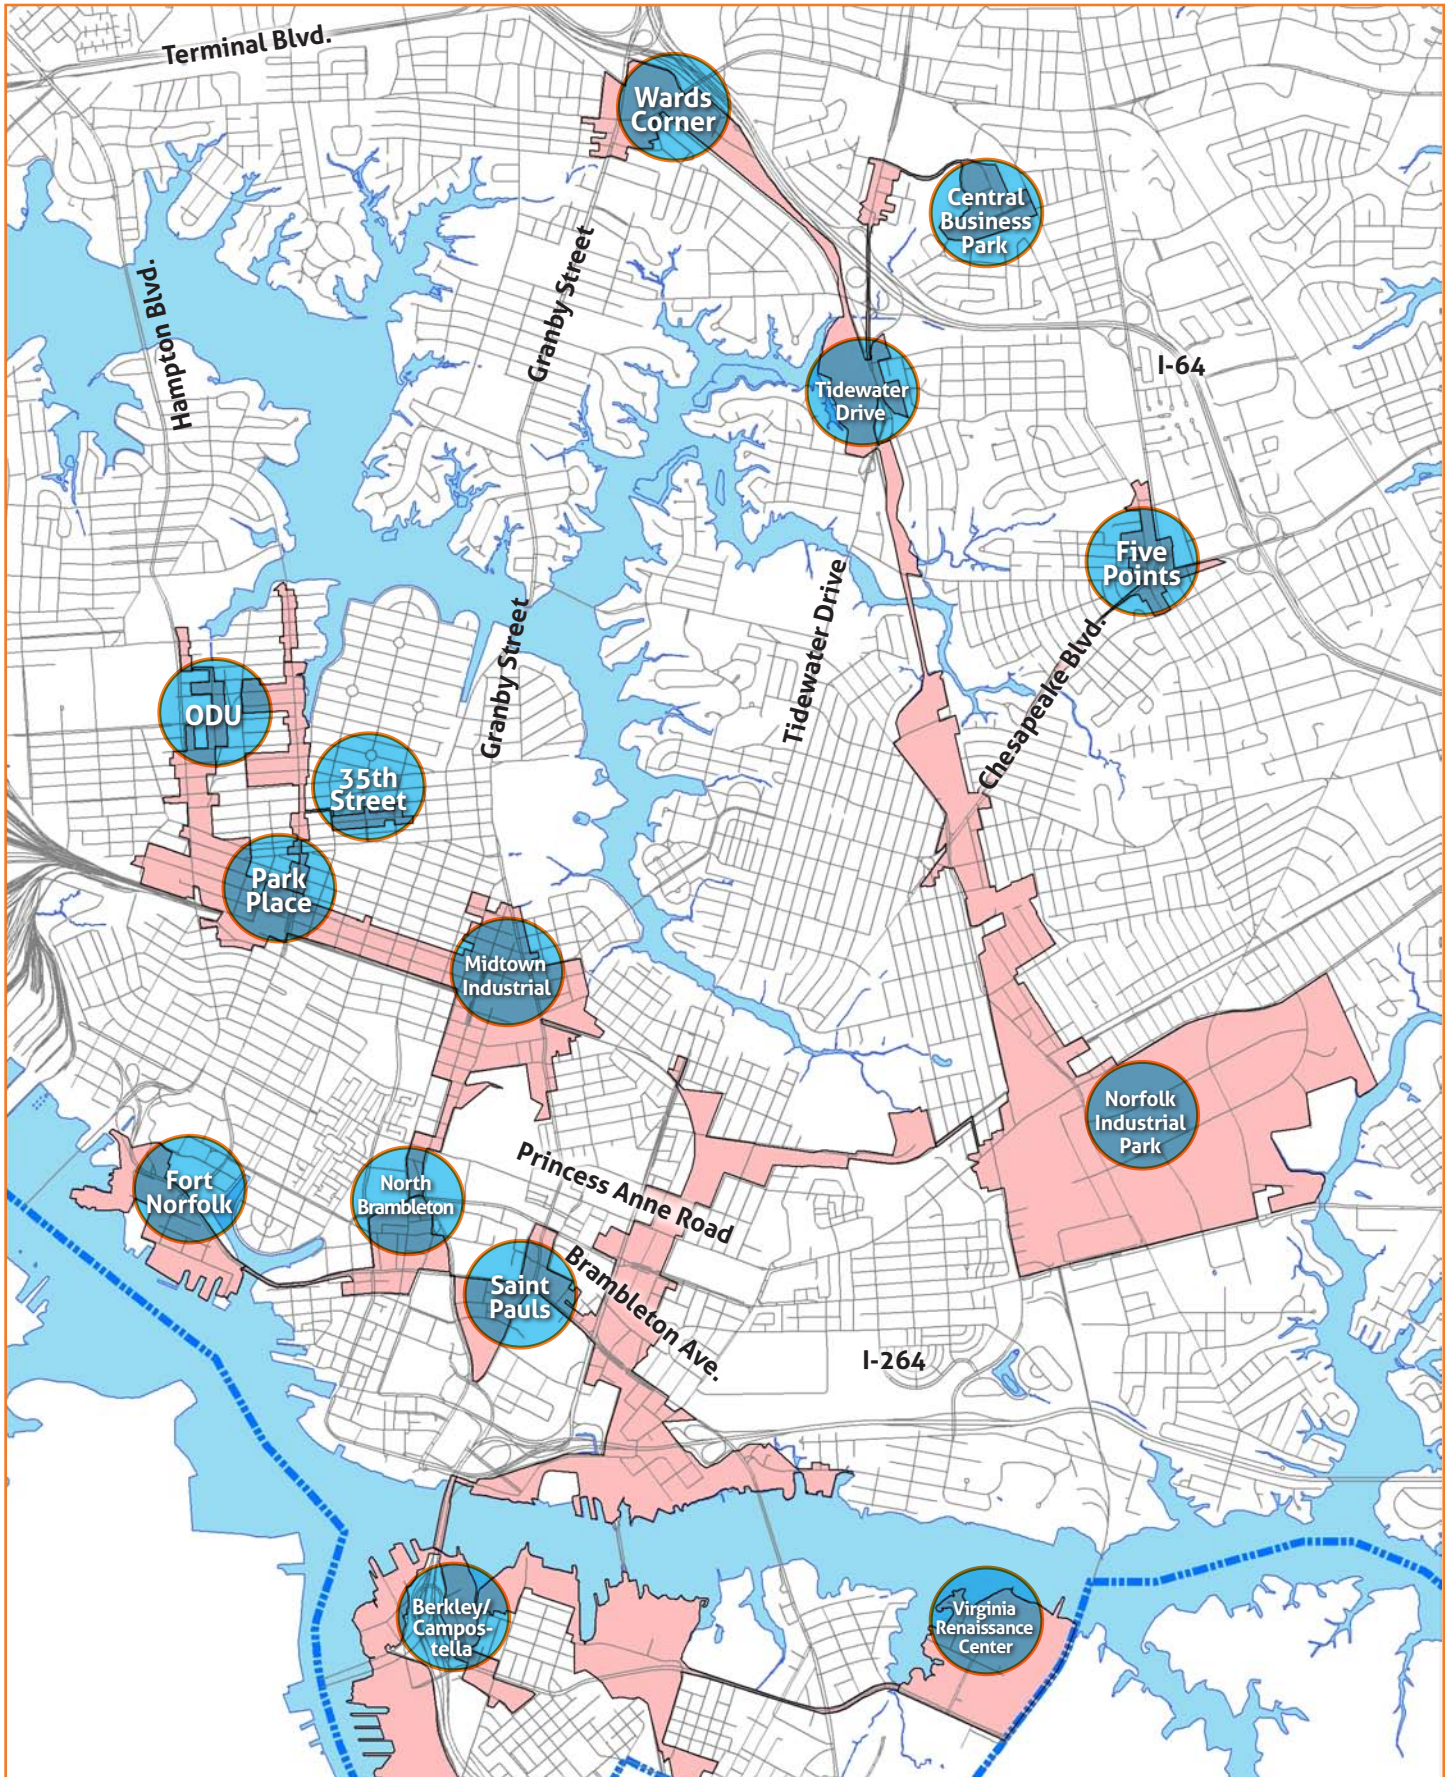 Terminal Blvd.
Wards
Corner
Central
Business
Park
Granby Street
Hampton Blvd.
I-64
Tidewater
Drive
Five
Points
Tidewater Drive
Granby Street
Chesapeake Blvd.
ODU
35th
Street
Park
Place
Midtown
Industrial
Norfolk
Industrial
Park
Princess Anne Road
Fort
Norfolk
North
Brambleton
Brambleton Ave.
Saint
Pauls
I-264
Berkley/
Campos-
tella
Virginia
Renaissance
Center